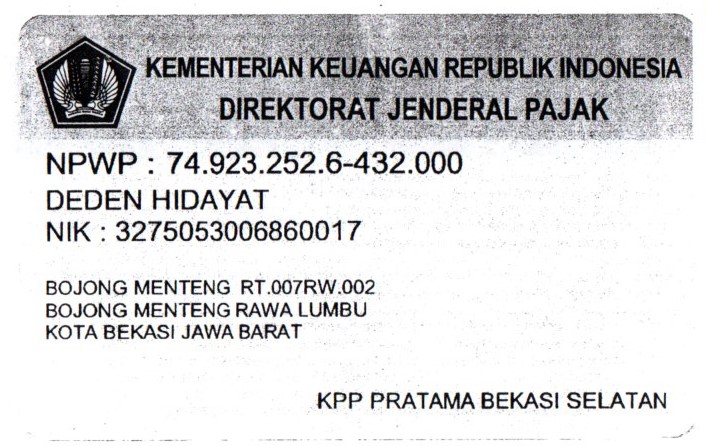 KEMENTERIAN KEUANGAN REPUBLIK INDONESIA
DIREKTORAT JENDERAL PAJAK
NPWP : 74.923.252.6-432.000
DEDEN HIDAYAT
NIK : 3275053006860017
BOJONG MENTENG RT.007RW.002
BOJONG MENTENG RAWA LUMBU
KOTA BEKASI JAWA BARAT
KPP PRATAMA BEKASI SELATAN